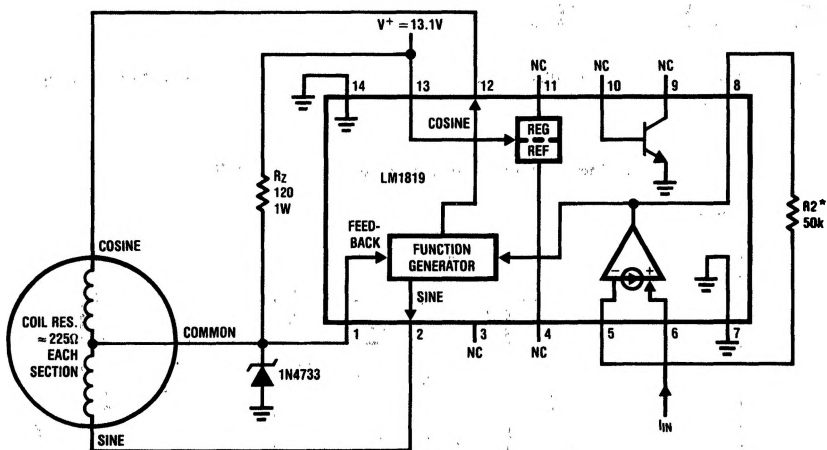 V+ = 13.1V
NC
NC
NC
14
13
12
11
10
9
8
COSINE
REG
REF
RZ
120
1W
LM1819
R2*
50k
FEED-
BACK
FUNCTION
GENERATOR
COSINE
SINE
COIL RES.
≈ 225Ω
EACH
SECTION
COMMON
- +
1
2
3
4
5
6
7
NC
NC
1N4733
SINE
IIN